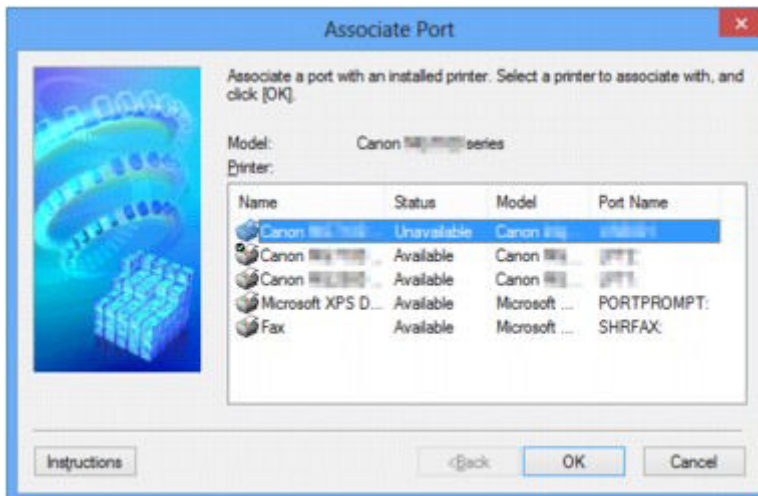 Associate Port
Associate a port with an installed printer. Select a printer to associate with, and
click [OK].
Model: Canon series
Printer:
Name Status Model Port Name
Canon Unavailable Canon
Canon Available Canon
Canon Available Canon
Microsoft XPS D... Available Microsoft ... PORTPROMPT:
Fax Available Microsoft ... SHRFAX:
Instructions <Back OK Cancel